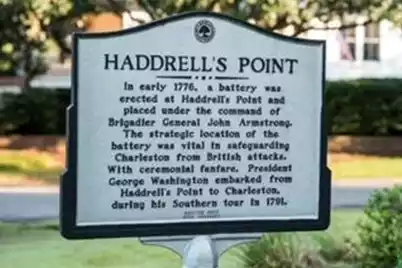 HADDRELL'S POINT
In early 1776, a battery was
erected at Haddrell's Point and
placed under the command of
Brigadier General John Armstrong.
The strategic location of the
battery was vital in safeguarding
Charleston from British attacks.
With ceremonial fanfare, President
George Washington embarked from
Haddrell's Point to Charleston,
during his Southern tour in 1791.